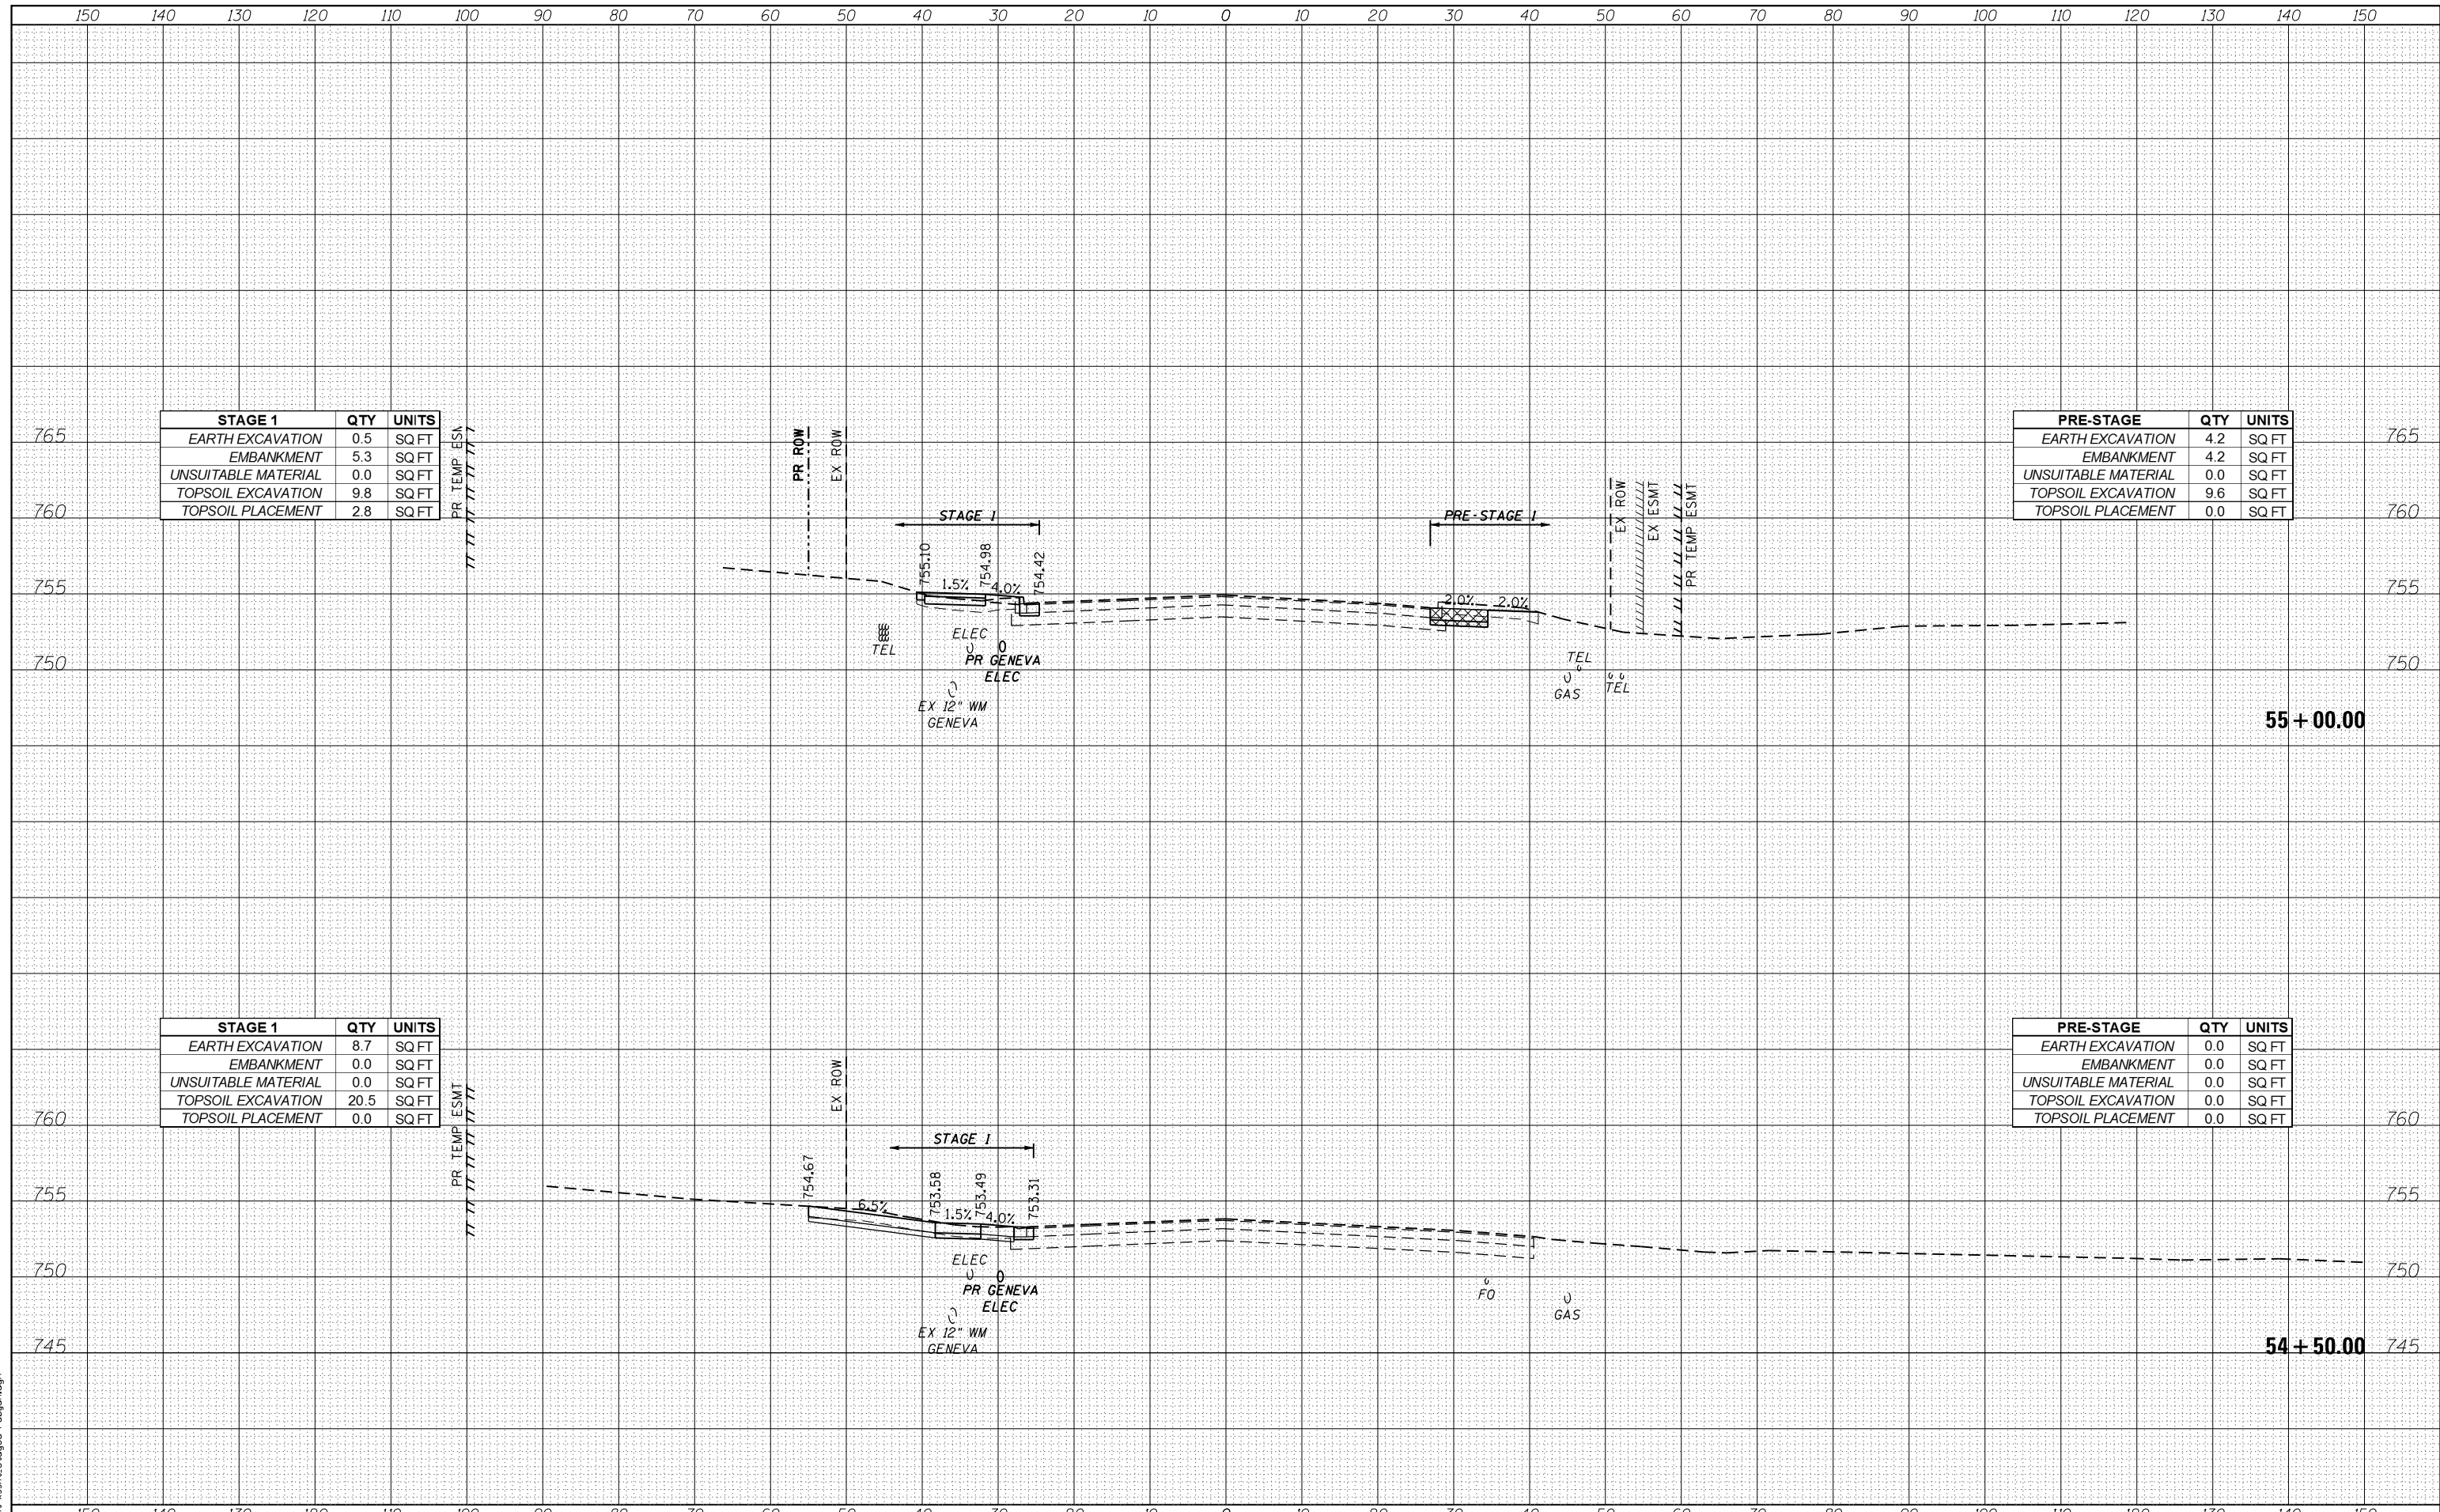 150 140 130 120 110 100 90 80 70 60 50 40 30 20 10 0 10 20 30 40 50 60 70 80 90 100 110 120 130 140 150
STAGE 1 QTY UNITS
EARTH EXCAVATION 0.5 SQ FT
EMBANKMENT 5.3 SQ FT
UNSUITABLE MATERIAL 0.0 SQ FT
TOPSOIL EXCAVATION 9.8 SQ FT
TOPSOIL PLACEMENT 2.8 SQ FT
PRE-STAGE QTY UNITS
EARTH EXCAVATION 4.2 SQ FT
EMBANKMENT 4.2 SQ FT
UNSUITABLE MATERIAL 0.0 SQ FT
TOPSOIL EXCAVATION 9.6 SQ FT
TOPSOIL PLACEMENT 0.0 SQ FT
765
760
755
750
765
760
755
750
PR TEMP ESM
PR ROW
EX ROW
STAGE 1
755.10
754.98
754.42
1.5%
4.0%
PRE-STAGE 1
2.0%
2.0%
EX ROW
EX ESMT
PR TEMP ESMT
TEL
ELEC
PR GENEVA
ELEC
EX 12" WM
GENEVA
TEL
GAS
TEL
55+00.00
STAGE 1 QTY UNITS
EARTH EXCAVATION 8.7 SQ FT
EMBANKMENT 0.0 SQ FT
UNSUITABLE MATERIAL 0.0 SQ FT
TOPSOIL EXCAVATION 20.5 SQ FT
TOPSOIL PLACEMENT 0.0 SQ FT
PRE-STAGE QTY UNITS
EARTH EXCAVATION 0.0 SQ FT
EMBANKMENT 0.0 SQ FT
UNSUITABLE MATERIAL 0.0 SQ FT
TOPSOIL EXCAVATION 0.0 SQ FT
TOPSOIL PLACEMENT 0.0 SQ FT
760
755
750
745
760
755
750
745
PR TEMP ESMT
EX ROW
STAGE 1
754.67
753.58
753.49
753.31
6.5%
1.5%
4.0%
ELEC
PR GENEVA
ELEC
EX 12" WM
GENEVA
FO
GAS
54+50.00